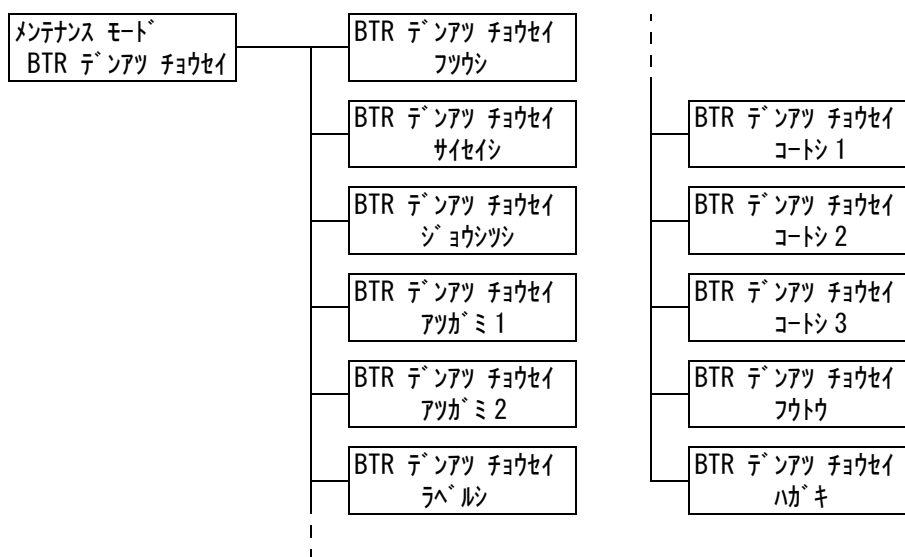 ﾒﾝﾃﾅﾝｽ ﾓｰﾄﾞ
BTR ﾃﾞﾝｱﾂ ﾁｮｳｾｲ
BTR ﾃﾞﾝｱﾂ ﾁｮｳｾｲ
ﾌﾂｳｼ
BTR ﾃﾞﾝｱﾂ ﾁｮｳｾｲ
ｻｲｾｲｼ
BTR ﾃﾞﾝｱﾂ ﾁｮｳｾｲ
ｼﾞｮｳｼﾂｼ
BTR ﾃﾞﾝｱﾂ ﾁｮｳｾｲ
ｱﾂｶﾞﾐ 1
BTR ﾃﾞﾝｱﾂ ﾁｮｳｾｲ
ｱﾂｶﾞﾐ 2
BTR ﾃﾞﾝｱﾂ ﾁｮｳｾｲ
ﾗﾍﾞﾙｼ
BTR ﾃﾞﾝｱﾂ ﾁｮｳｾｲ
ｺｰﾄｼ 1
BTR ﾃﾞﾝｱﾂ ﾁｮｳｾｲ
ｺｰﾄｼ 2
BTR ﾃﾞﾝｱﾂ ﾁｮｳｾｲ
ｺｰﾄｼ 3
BTR ﾃﾞﾝｱﾂ ﾁｮｳｾｲ
ﾌｳﾄｳ
BTR ﾃﾞﾝｱﾂ ﾁｮｳｾｲ
ﾊｶﾞｷ